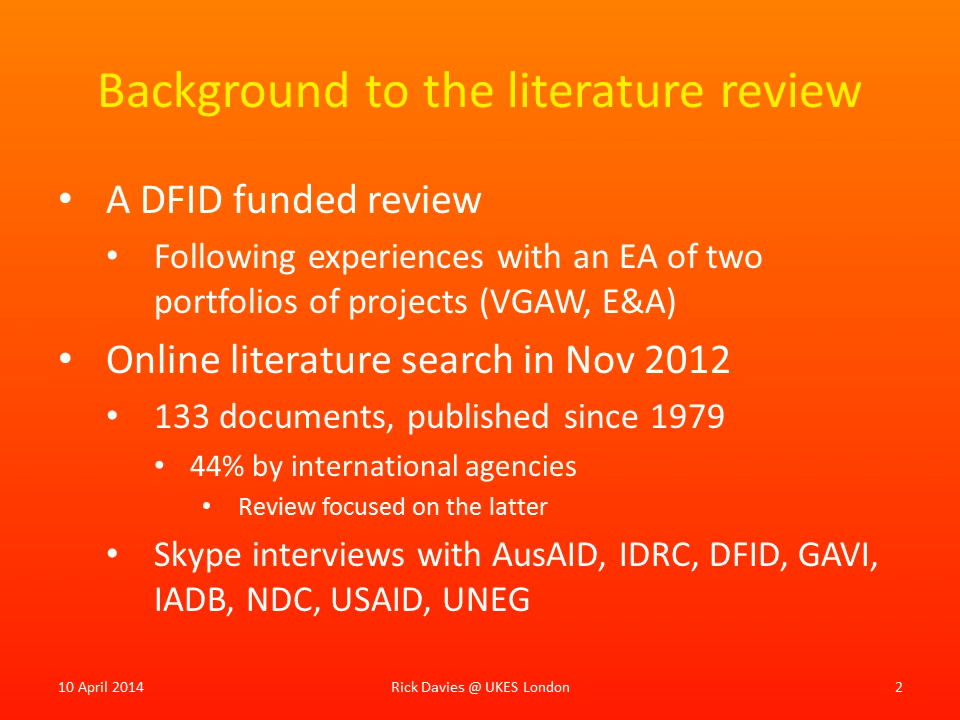 Background to the literature review
• A DFID funded review
• Following experiences with an EA of two
portfolios of projects (VGAW, E&A)
• Online literature search in Nov 2012
• 133 documents, published since 1979
• 44% by international agencies
• Review focused on the latter
• Skype interviews with AusAID, IDRC, DFID, GAVI,
IADB, NDC, USAID, UNEG
10 April 2014 Rick Davies @ UKES London 2